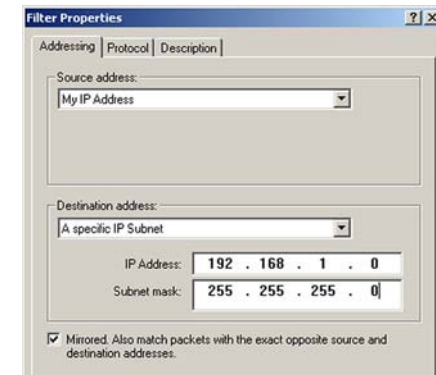 Filter Properties
Addressing Protocol Description
Source address:
My IP Address
Destination address:
A specific IP Subnet
IP Address: 192 . 168 . 1 . 0
Subnet mask: 255 . 255 . 255 . 0
Mirrored. Also match packets with the exact opposite source and
destination addresses.